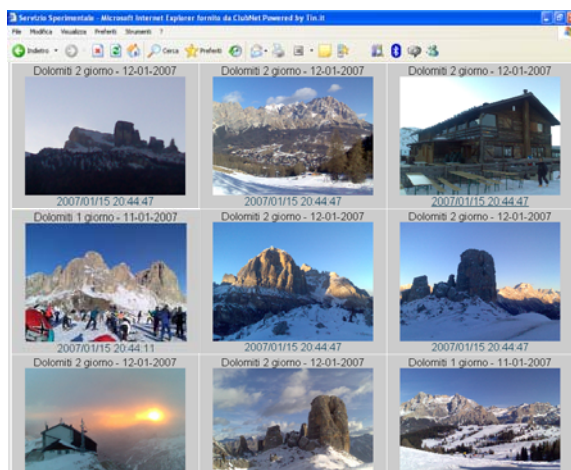 Servizio Sperimentale - Microsoft Internet Explorer fornito da ClubNet Powered by Tin.it
File Modifica Visualizza Preferiti Strumenti ?
Indietro Cerca Preferiti
Dolomiti 2 giorno - 12-01-2007 Dolomiti 2 giorno - 12-01-2007 Dolomiti 2 giorno - 12-01-2007
2007/01/15 20:44:47 2007/01/15 20:44:47 2007/01/15 20:44:47
Dolomiti 1 giorno - 11-01-2007 Dolomiti 2 giorno - 12-01-2007 Dolomiti 2 giorno - 12-01-2007
2007/01/15 20:44:11 2007/01/15 20:44:47 2007/01/15 20:44:47
Dolomiti 2 giorno - 12-01-2007 Dolomiti 2 giorno - 12-01-2007 Dolomiti 1 giorno - 11-01-2007